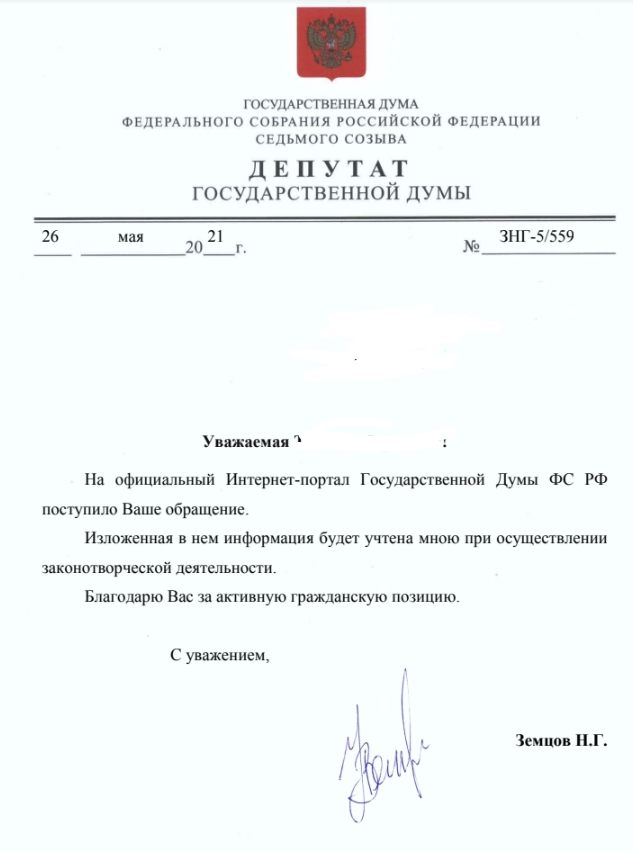 ГОСУДАРСТВЕННАЯ ДУМА
ФЕДЕРАЛЬНОГО СОБРАНИЯ РОССИЙСКОЙ ФЕДЕРАЦИИ
СЕДЬМОГО СОЗЫВА
ДЕПУТАТ
ГОСУДАРСТВЕННОЙ ДУМЫ
26 мая 2021 г. № ЗНГ-5/559
Уважаемая :
На официальный Интернет-портал Государственной Думы ФС РФ
поступило Ваше обращение.
Изложенная в нем информация будет учтена мною при осуществлении
законотворческой деятельности.
Благодарю Вас за активную гражданскую позицию.
С уважением,
Земцов Н.Г.